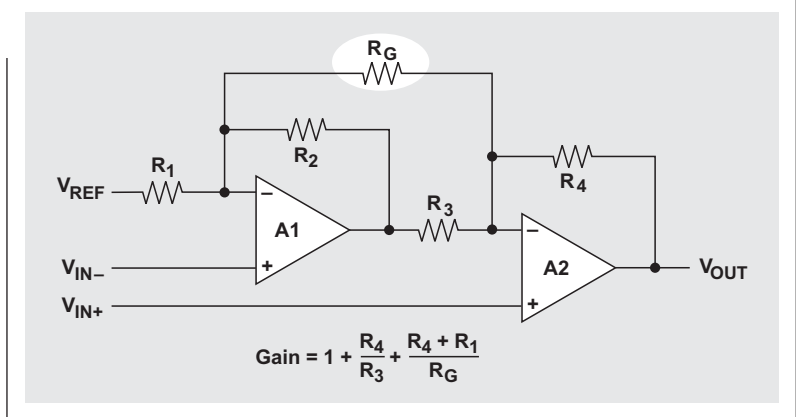 RG
R2
R1
R4
VREF
R3
–
–
A1
A2
VIN–
+
VOUT
VIN+
+
Gain = 1 + R4/R3 + R4 + R1/RG